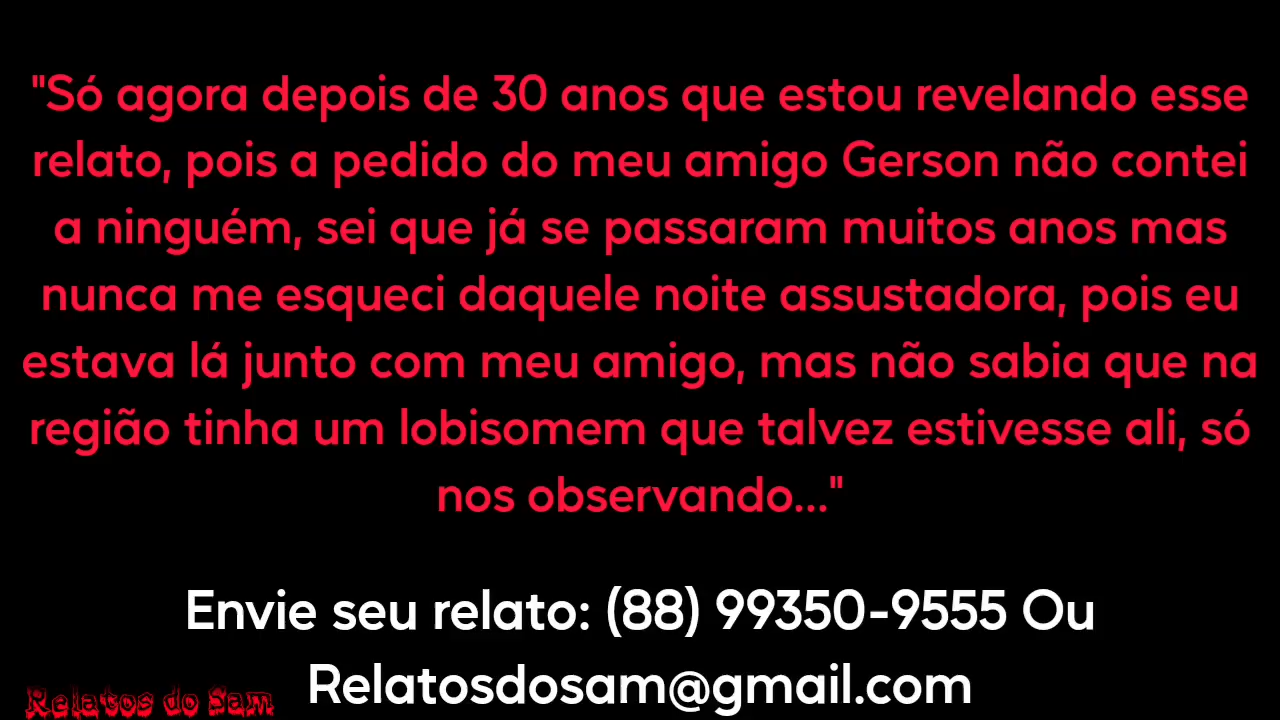 "Só agora depois de 30 anos que estou revelando esse
relato, pois a pedido do meu amigo Gerson não contei
a ninguém, sei que já se passaram muitos anos mas
nunca me esqueci daquele noite assustadora, pois eu
estava lá junto com meu amigo, mas não sabia que na
região tinha um lobisomem que talvez estivesse ali, só
nos observando..."
Envie seu relato: (88) 99350-9555 Ou
Relatosdosam@gmail.com
Relatos do Sam